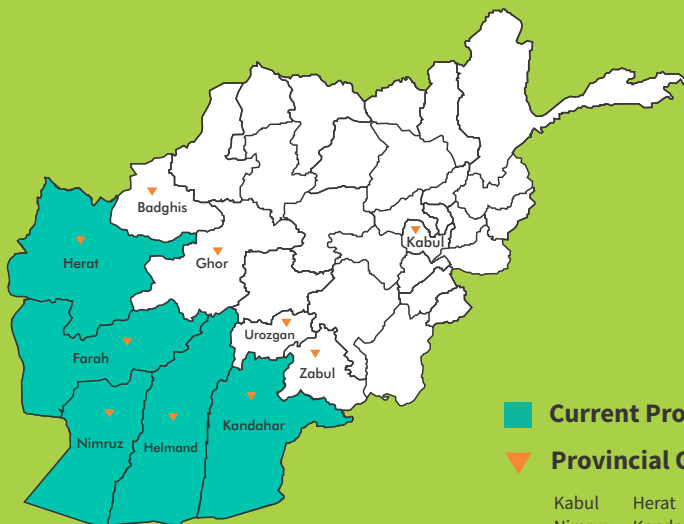 Badghis
Kabul
Herat
Ghor
Urozgan
Farah
Zabul
Kandahar
Nimruz
Helmand
Current Pro
Provincial
Kabul Herat